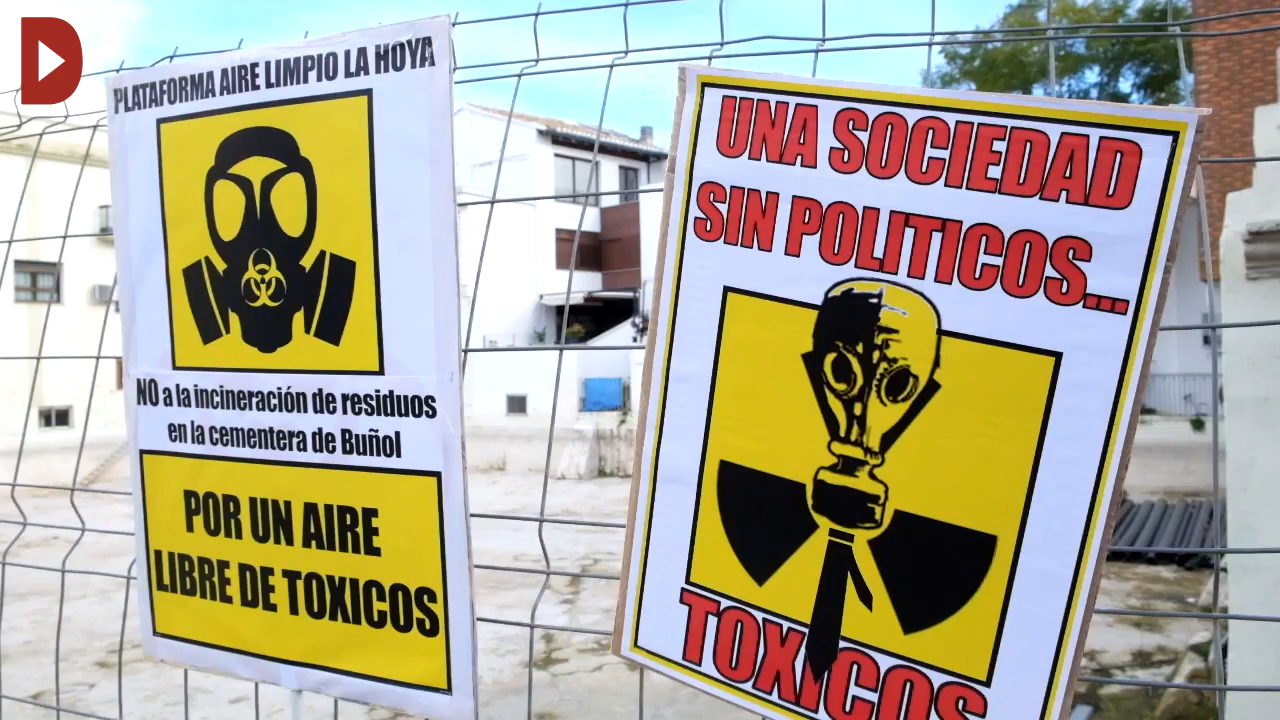 PLATAFORMA AIRE LIMPIO LA HOYA
NO a la incineración de residuos
en la cementera de Buñol
POR UN AIRE
LIBRE DE TOXICOS
UNA SOCIEDAD
SIN POLITICOS...
TOXICOS
D